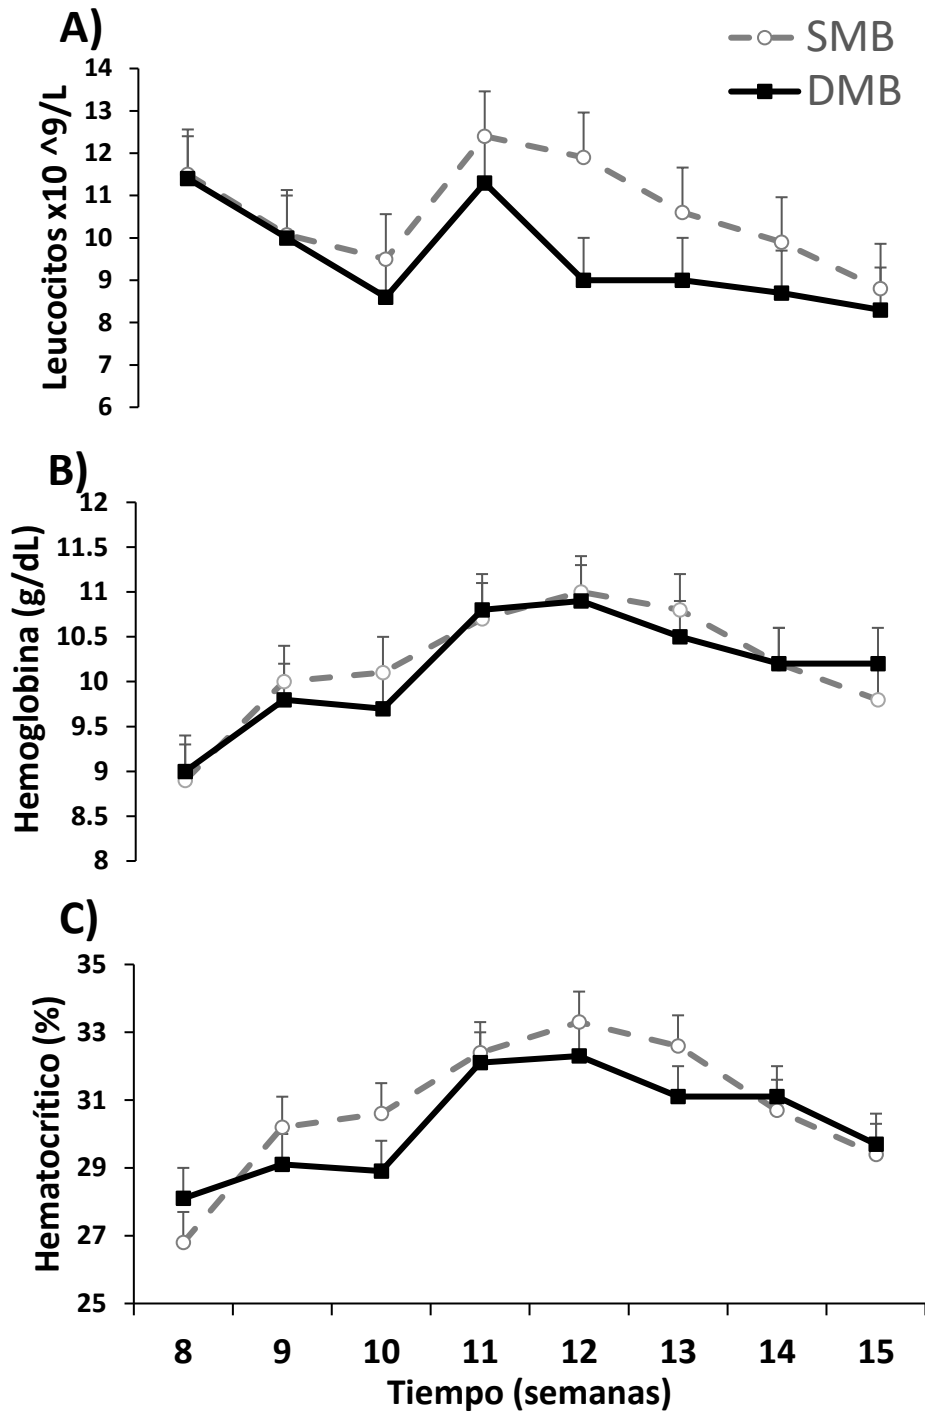 A)
SMB
DMB
Leucocitos x10 ^9/L
14
13
12
11
10
9
8
7
6
B)
Hemoglobina (g/dL)
12
11.5
11
10.5
10
9.5
9
8.5
8
C)
Hematocrítico (%)
35
33
31
29
27
25
8 9 10 11 12 13 14 15
Tiempo (semanas)